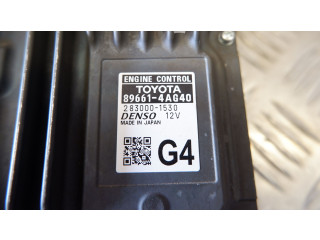 ENGINE CONTROL
TOYOTA
89661-4AG40
283000-1530
DENSO 12V
MADE IN JAPAN
G4